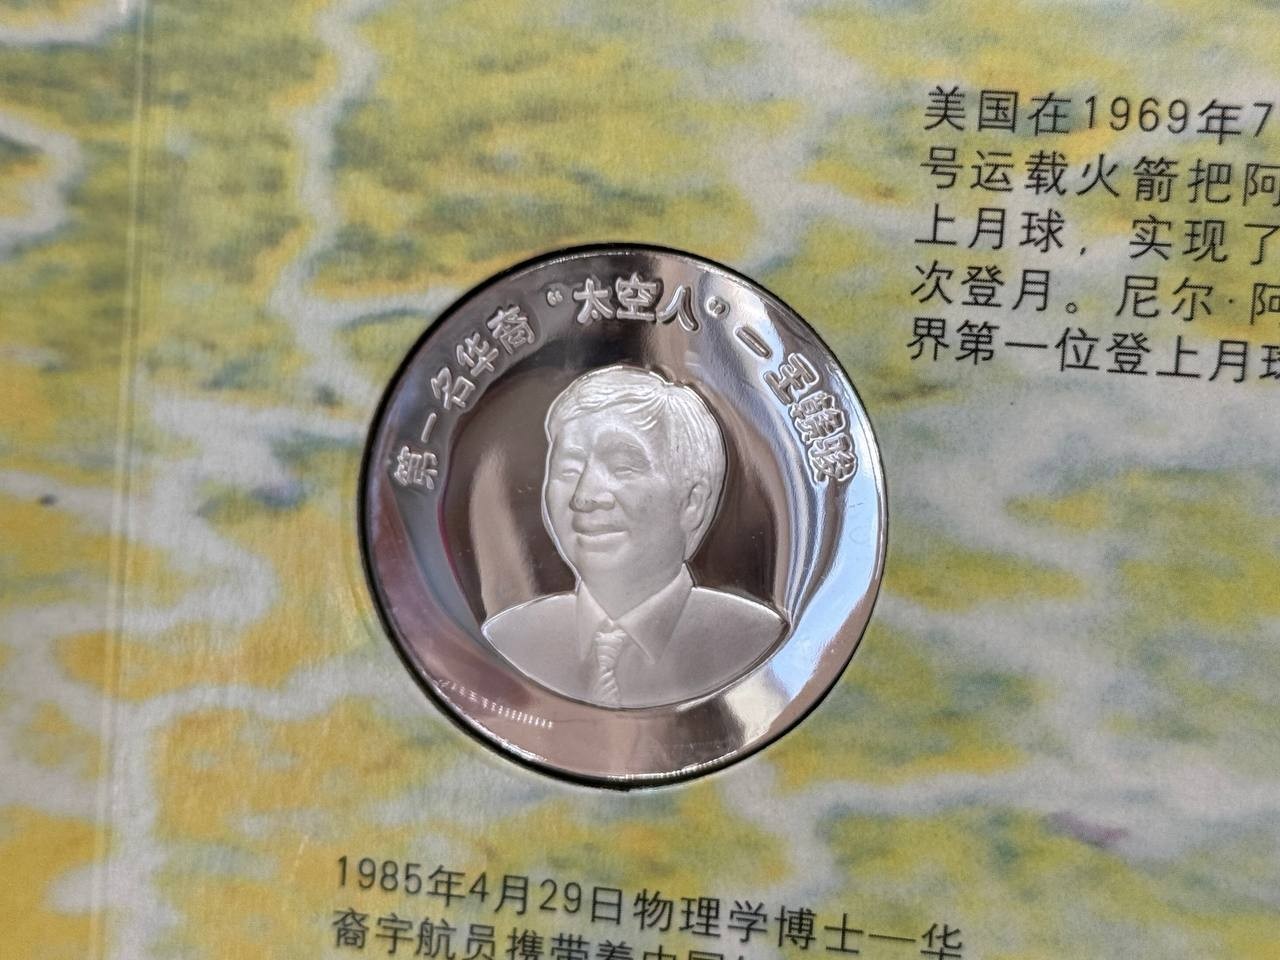 第一名华裔“太空人”－王赣骏
美国在1969年7
号运载火箭把阿
上月球，实现了
次登月。尼尔·阿
界第一位登上月球
1985年4月29日物理学博士—华
裔宇航员携带着中国